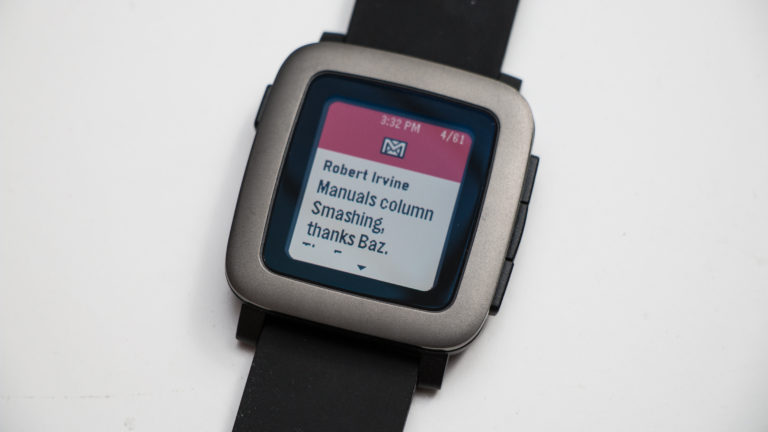 3:32 PM 4/61
Robert Irvine
Manuals column
Smashing,
thanks Baz.